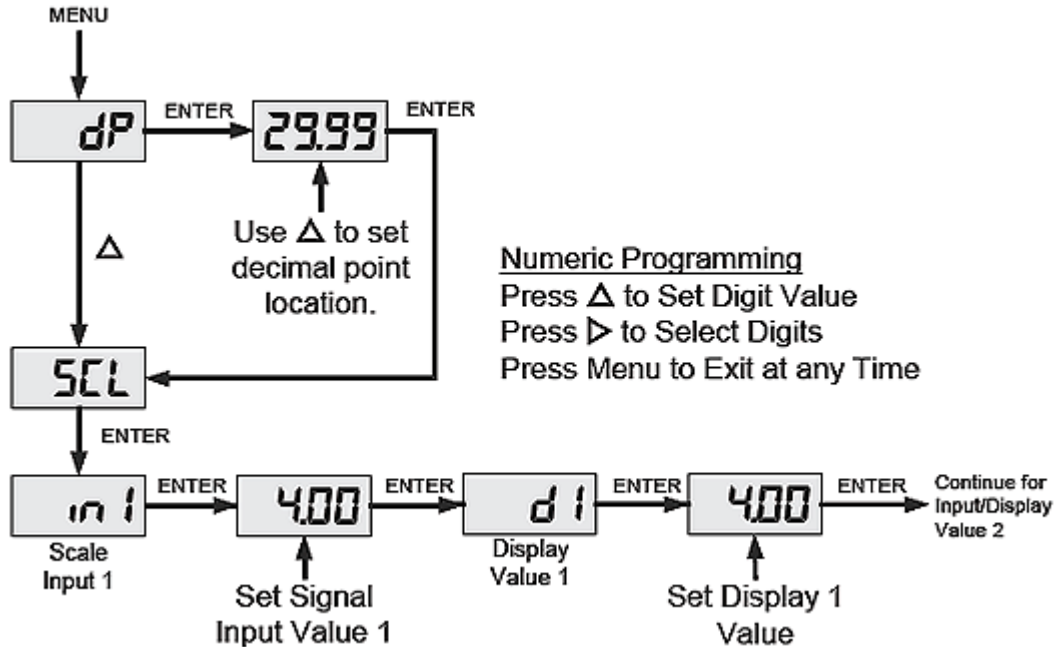 MENU
dP
ENTER
29.99
ENTER
Use △ to set
decimal point
location.
△
Numeric Programming
Press △ to Set Digit Value
Press ▷ to Select Digits
Press Menu to Exit at any Time
SCL
ENTER
in 1
ENTER
4.00
ENTER
d 1
ENTER
4.00
ENTER
Continue for
Input/Display
Value 2
Scale
Input 1
Set Signal
Input Value 1
Display
Value 1
Set Display 1
Value